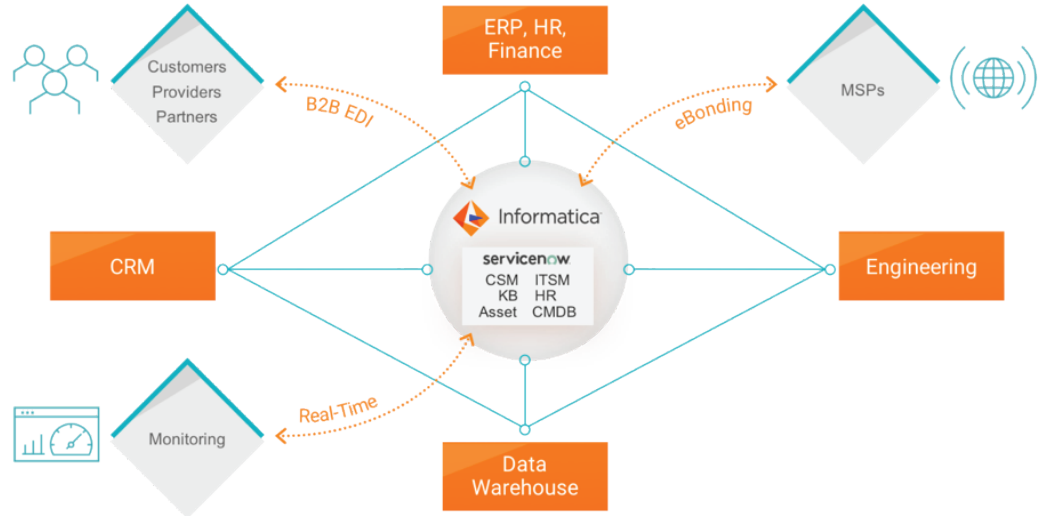 ERP, HR,
Finance
Customers
Providers
Partners
MSPs
B2B EDI
eBonding
Informatica
servicenow
CSM ITSM
KB HR
Asset CMDB
CRM
Engineering
Real-Time
Monitoring
Data
Warehouse